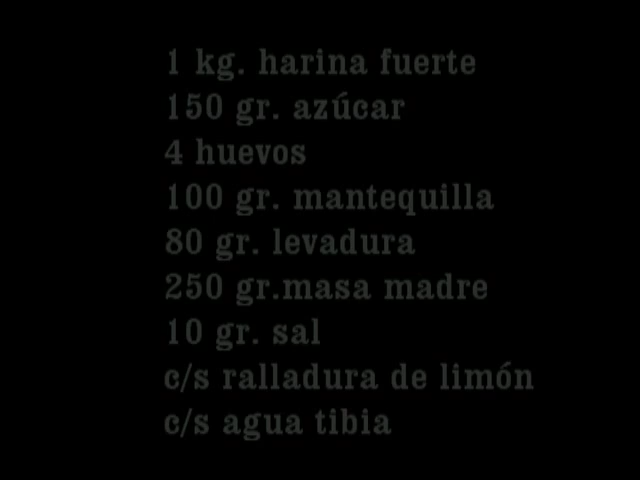 1 kg. harina fuerte
150 gr. azúcar
4 huevos
100 gr. mantequilla
80 gr. levadura
250 gr.masa madre
10 gr. sal
c/s ralladura de limón
c/s agua tibia